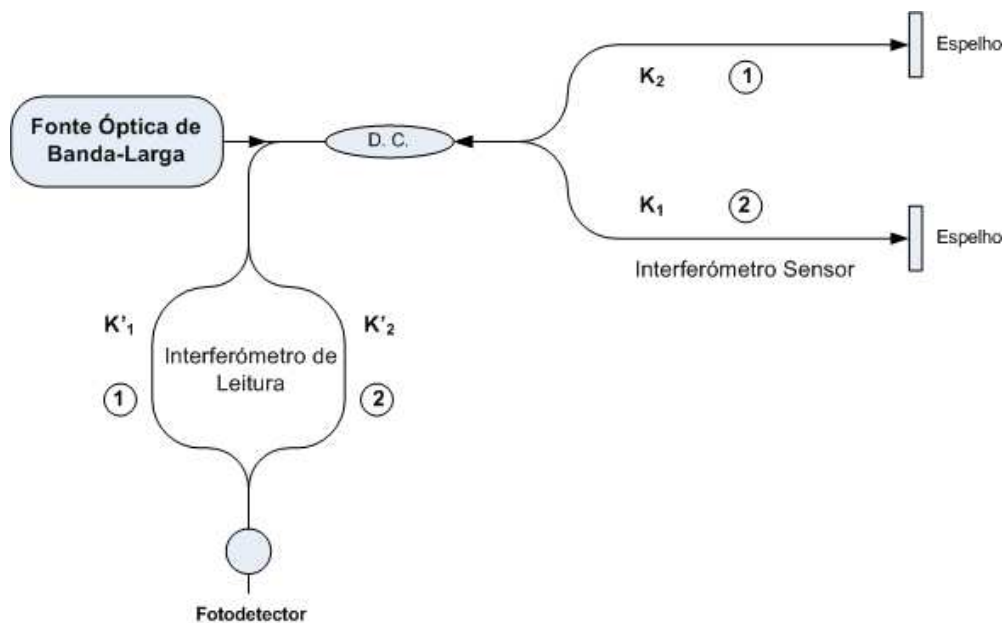 Fonte Óptica de
Banda-Larga
D. C.
K₂
1
Espelho
K₁
2
Espelho
Interferómetro Sensor
K'₁
K'₂
Interferómetro de
Leitura
1
2
Fotodetector